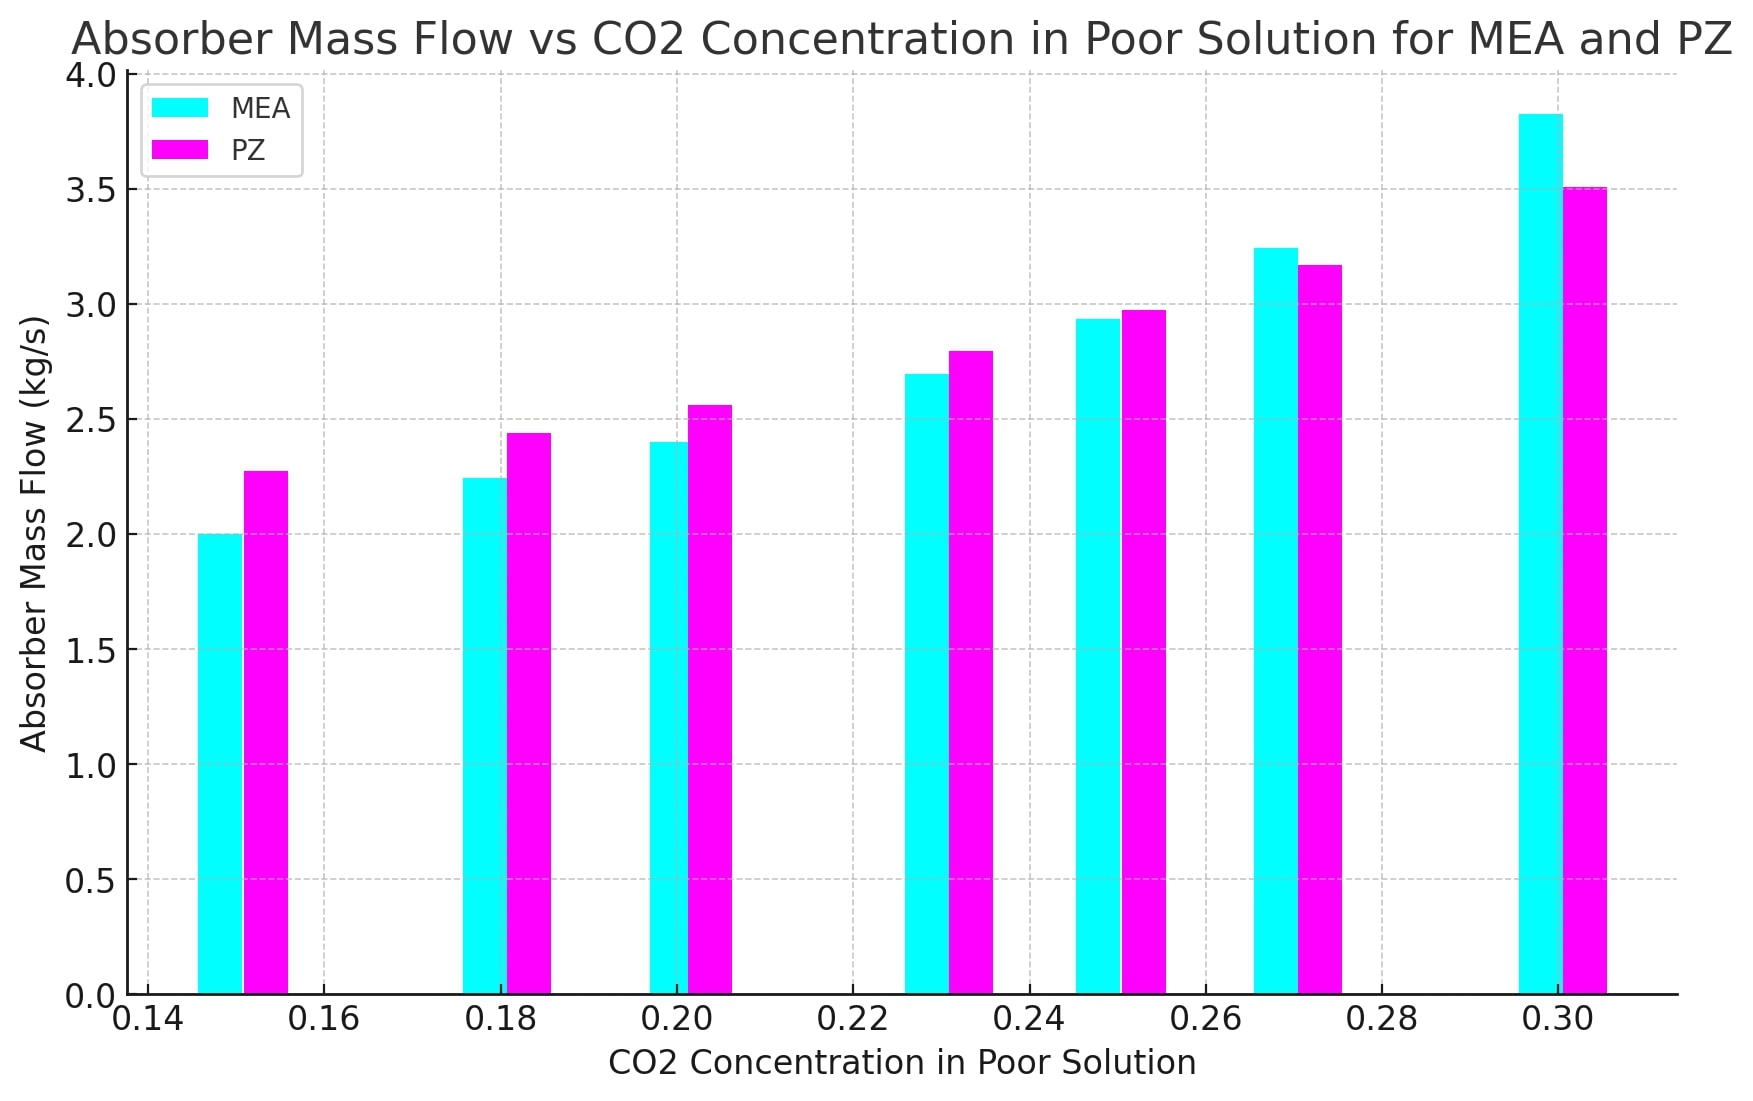 Absorber Mass Flow vs CO2 Concentration in Poor Solution for MEA and PZ
MEA
PZ
Absorber Mass Flow (kg/s)
4.0
3.5
3.0
2.5
2.0
1.5
1.0
0.5
0.0
0.14 0.16 0.18 0.20 0.22 0.24 0.26 0.28 0.30
CO2 Concentration in Poor Solution